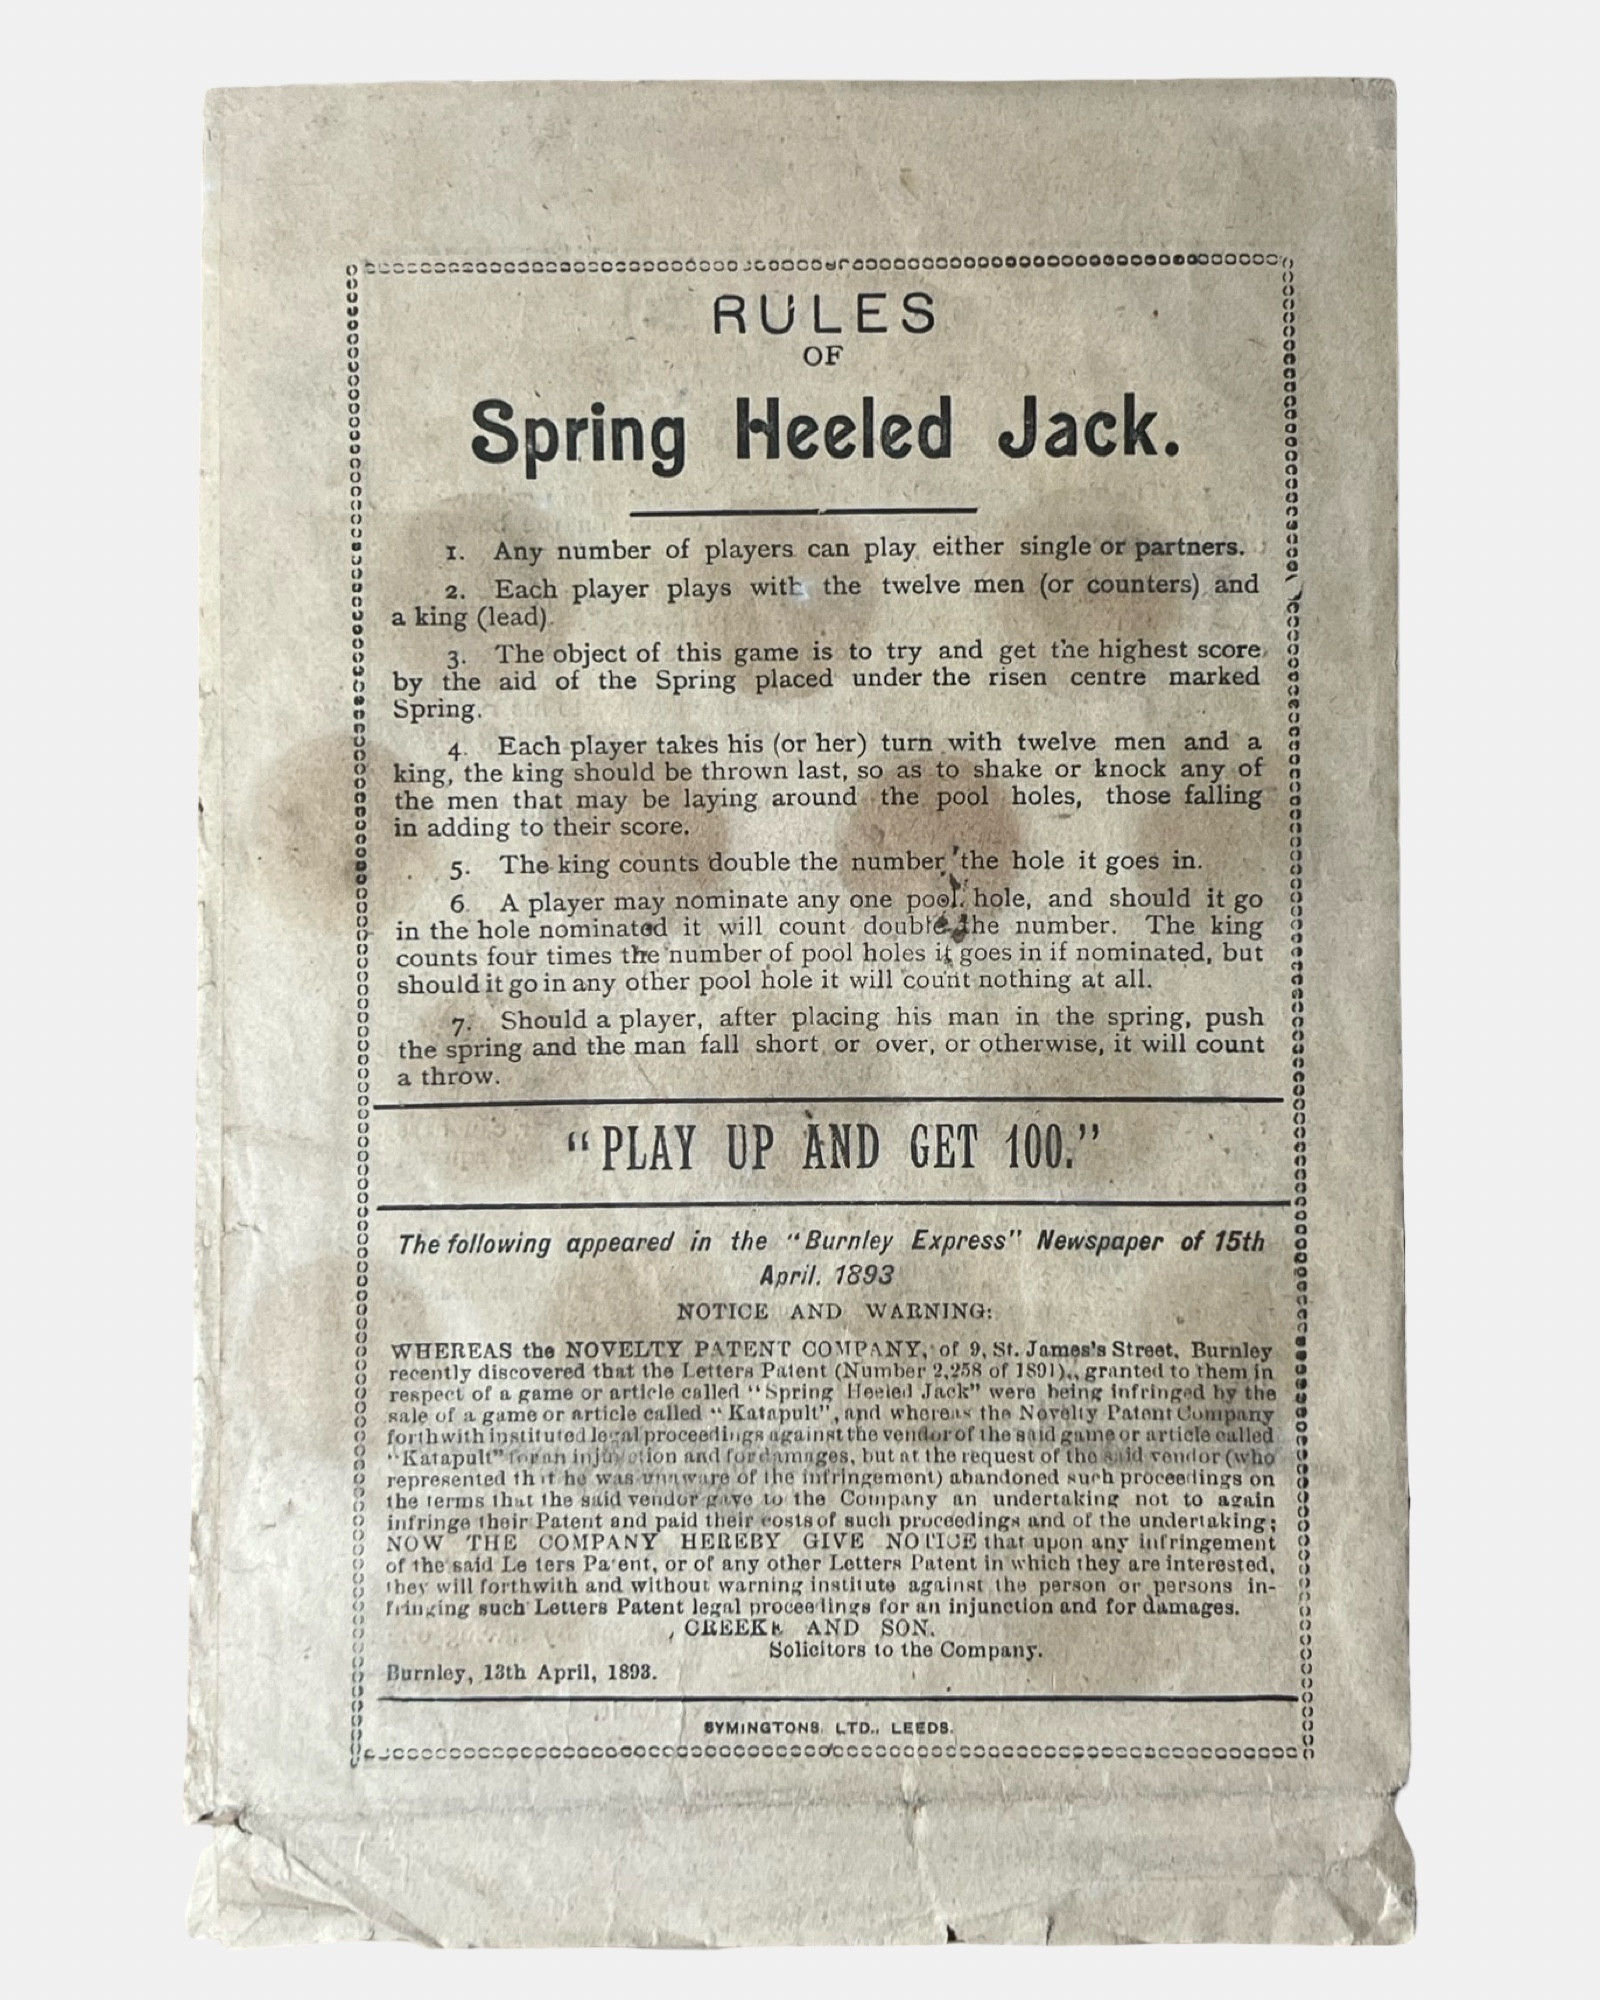 RULES
OF
Spring Heeled Jack.
1. Any number of players can play either single or partners.
2. Each player plays with the twelve men (or counters) and
a king (lead).
3. The object of this game is to try and get the highest score
by the aid of the Spring placed under the risen centre marked
Spring.
4. Each player takes his (or her) turn with twelve men and a
king, the king should be thrown last, so as to shake or knock any of
the men that may be laying around the pool holes, those falling
in adding to their score.
5. The king counts double the number the hole it goes in.
6. A player may nominate any one pool hole, and should it go
in the hole nominated it will count double the number. The king
counts four times the number of pool holes it goes in if nominated, but
should it go in any other pool hole it will count nothing at all.
7. Should a player, after placing his man in the spring, push
the spring and the man fall short or over, or otherwise, it will count
a throw.
"PLAY UP AND GET 100."
The following appeared in the "Burnley Express" Newspaper of 15th
April, 1893
NOTICE AND WARNING:
WHEREAS the NOVELTY PATENT COMPANY, of 9, St. James's Street, Burnley
recently discovered that the Letters Patent (Number 2,258 of 1891)., granted to them in
respect of a game or article called "Spring Heeled Jack" were being infringed by the
sale of a game or article called "Katapult", and whereas the Novelty Patent Company
forthwith instituted legal proceedings against the vendor of the said game or article called
"Katapult" for an injunction and for damages, but at the request of the said vendor (who
represented that he was unaware of the infringement) abandoned such proceedings on
the terms that the said vendor gave to the Company an undertaking not to again
infringe their Patent and paid their costs of such proceedings and of the undertaking;
NOW THE COMPANY HEREBY GIVE NOTICE that upon any infringement
of the said Letters Patent, or of any other Letters Patent in which they are interested,
they will forthwith and without warning institute against the person or persons in-
fringing such Letters Patent legal proceedings for an injunction and for damages.
CREEKE AND SON.
Solicitors to the Company.
Burnley, 13th April, 1893.
SYMINGTONS, LTD., LEEDS.